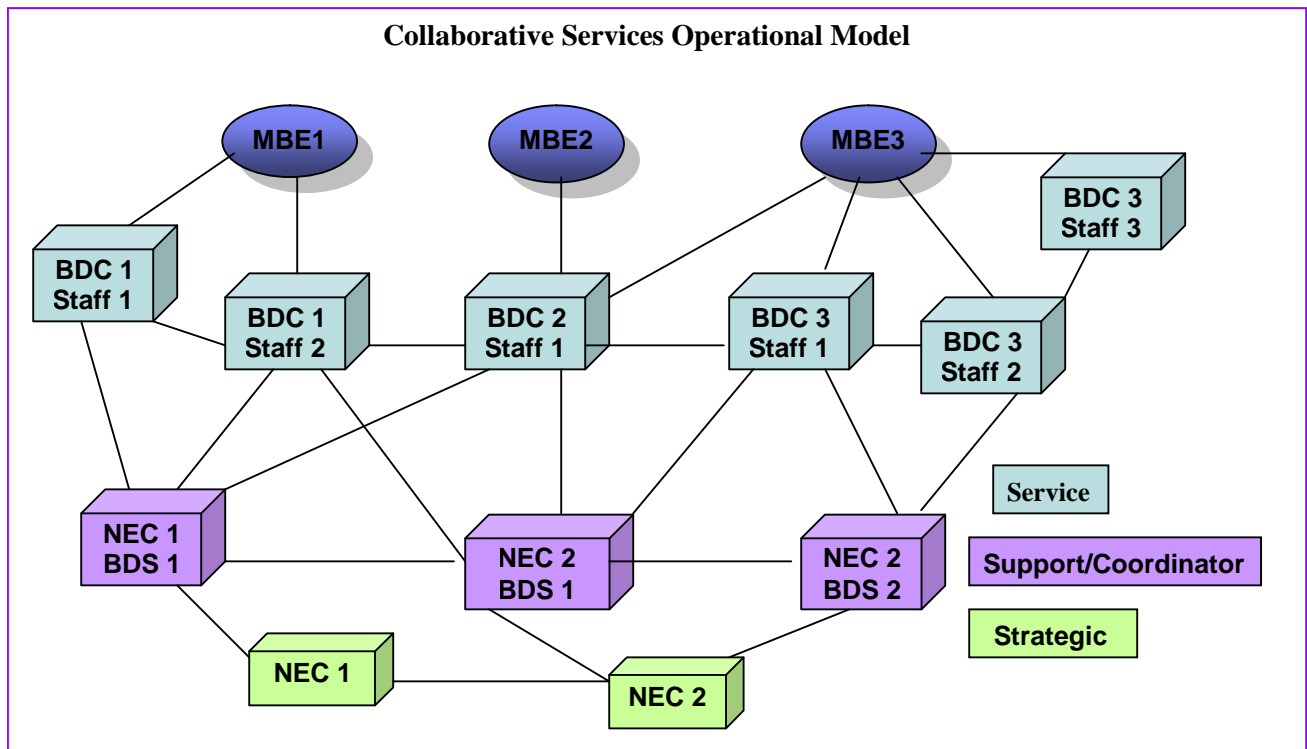 Collaborative Services Operational Model
MBE1
MBE2
MBE3
BDC 3
Staff 3
BDC 1
Staff 1
BDC 1
Staff 2
BDC 2
Staff 1
BDC 3
Staff 1
BDC 3
Staff 2
Service
NEC 1
BDS 1
NEC 2
BDS 1
NEC 2
BDS 2
Support/Coordinator
Strategic
NEC 1
NEC 2